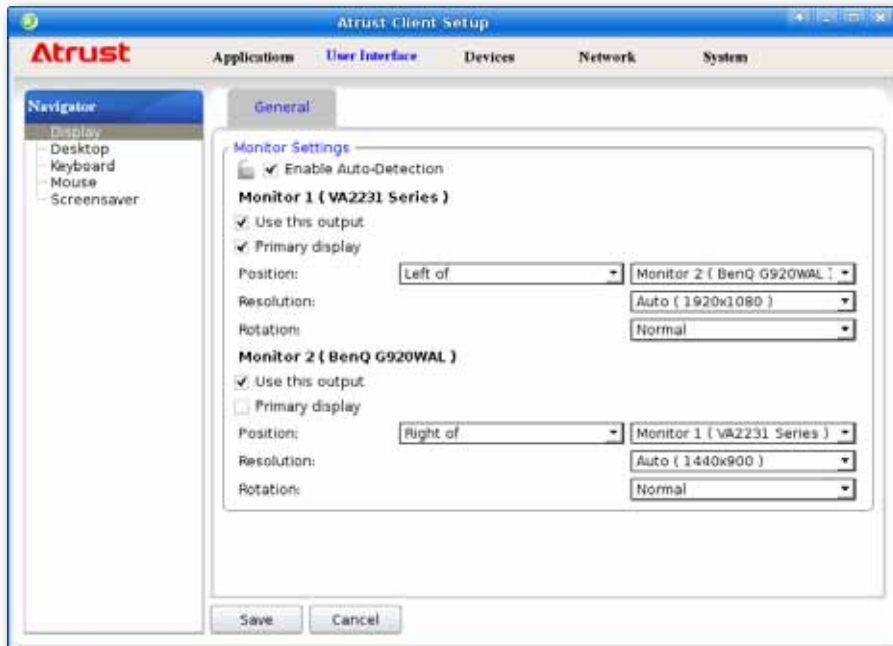 Atrust Client Setup
Atrust
Applications User Interface Devices Network System
Navigator
Display
Desktop
Keyboard
Mouse
Screensaver
General
Monitor Settings
Enable Auto-Detection
Monitor 1 ( VA2231 Series )
Use this output
Primary display
Position: Left of Monitor 2 ( BenQ G920WAL )
Resolution: Auto ( 1920x1080 )
Rotation: Normal
Monitor 2 ( BenQ G920WAL )
Use this output
Primary display
Position: Right of Monitor 1 ( VA2231 Series )
Resolution: Auto ( 1440x900 )
Rotation: Normal
Save Cancel